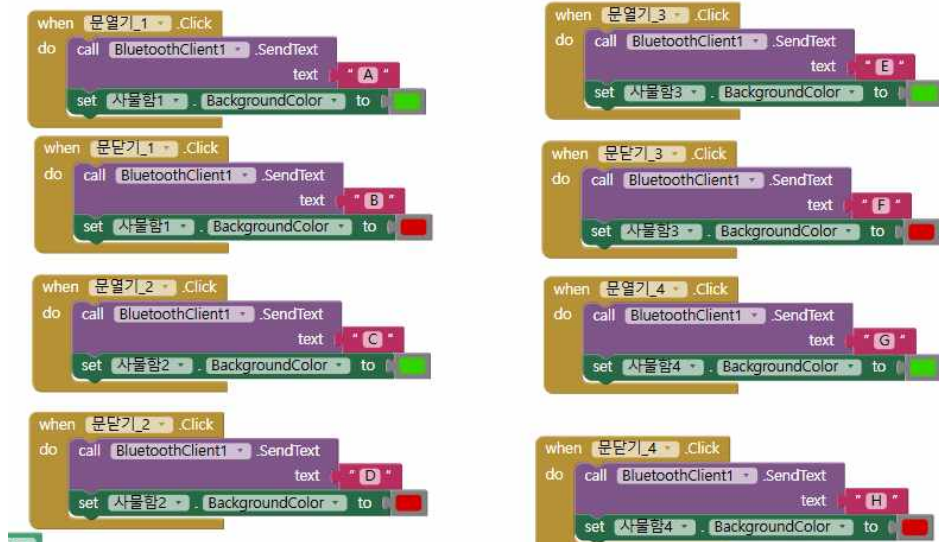 when 문열기_1 .Click
do call BluetoothClient1 .SendText
text " A "
set 사물함1 . BackgroundColor to
when 문닫기_1 .Click
do call BluetoothClient1 .SendText
text " B "
set 사물함1 . BackgroundColor to
when 문열기_2 .Click
do call BluetoothClient1 .SendText
text " C "
set 사물함2 . BackgroundColor to
when 문닫기_2 .Click
do call BluetoothClient1 .SendText
text " D "
set 사물함2 . BackgroundColor to
when 문열기_3 .Click
do call BluetoothClient1 .SendText
text " E "
set 사물함3 . BackgroundColor to
when 문닫기_3 .Click
do call BluetoothClient1 .SendText
text " F "
set 사물함3 . BackgroundColor to
when 문열기_4 .Click
do call BluetoothClient1 .SendText
text " G "
set 사물함4 . BackgroundColor to
when 문닫기_4 .Click
do call BluetoothClient1 .SendText
text " H "
set 사물함4 . BackgroundColor to